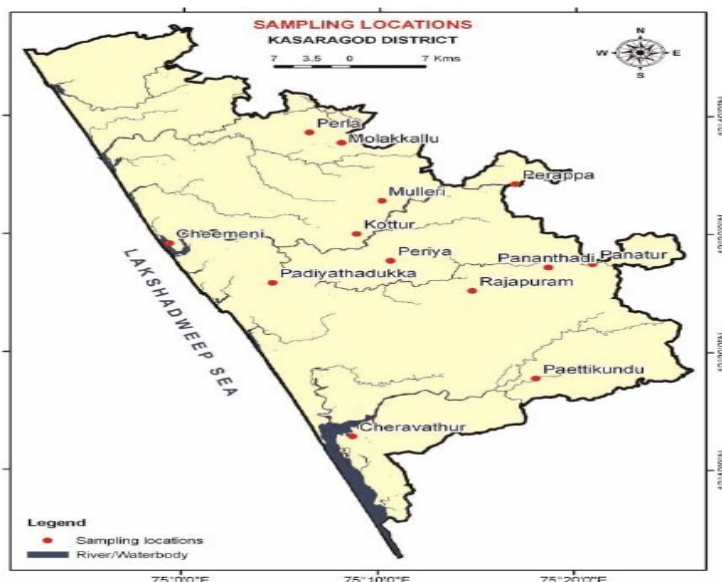 SAMPLING LOCATIONS
KASARAGOD DISTRICT
7 3.5 0 7 Kms
N
W E
S
Perla
Molakkallu
Perappa
Mulleri
Kottur
Cheemeni
Periya
Pananthadi
Panatur
Padiyathadukka
Rajapuram
LAKSHADWEEP SEA
Paettikundu
Cheravathur
Legend
Sampling locations
River/Waterbody
75°0'0"E 75°10'0"E 75°20'0"E